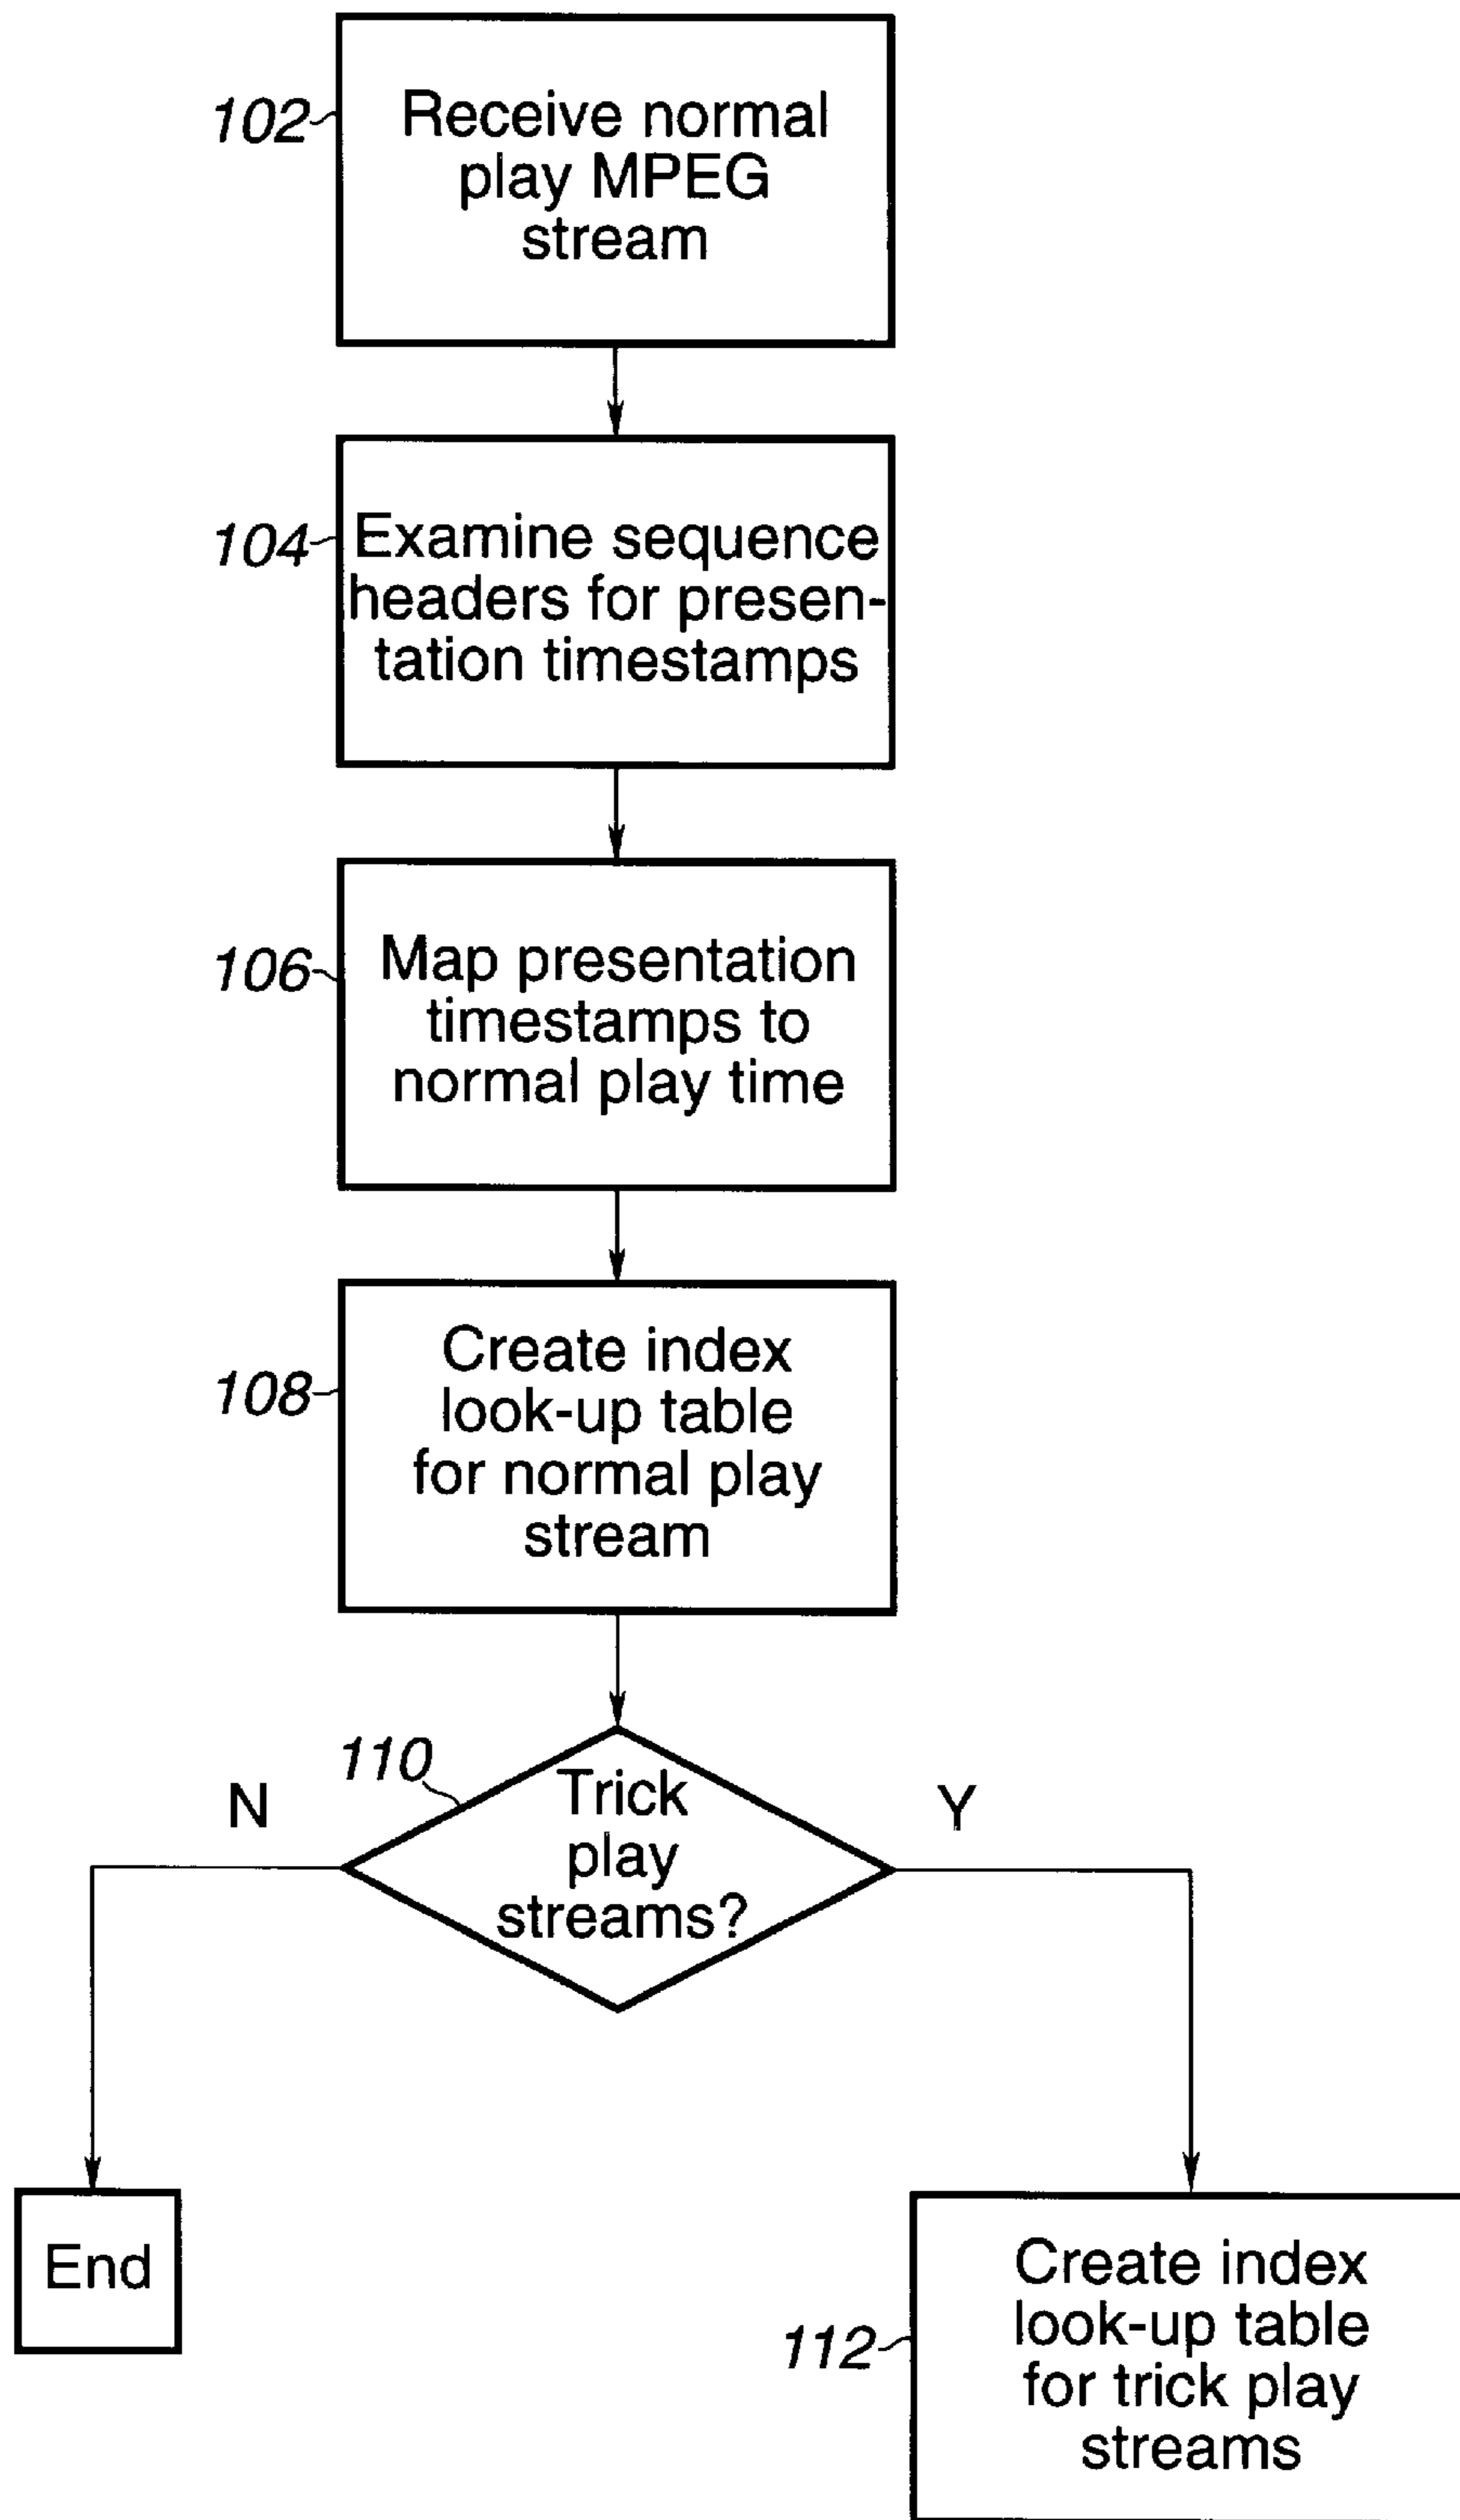 102
Receive normal
play MPEG
stream
104
Examine sequence
headers for presen-
tation timestamps
106
Map presentation
timestamps to
normal play time
108
Create index
look-up table
for normal play
stream
110
Trick
play
streams?
N
Y
End
112
Create index
look-up table
for trick play
streams